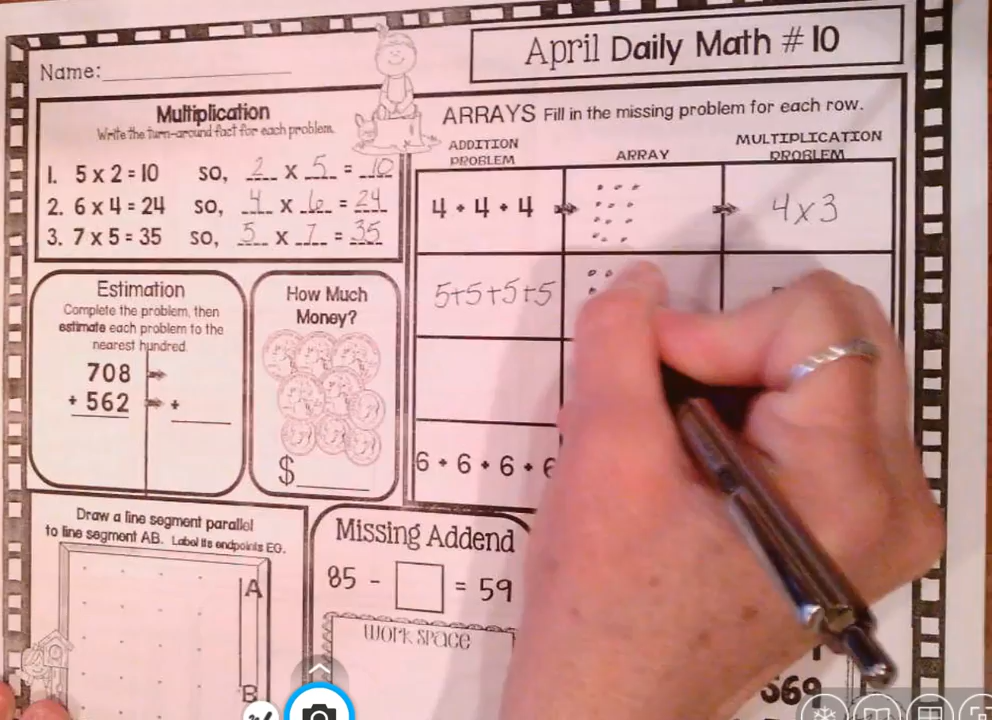 Name:
April Daily Math # 10
Multiplication
Write the turn-around fact for each problem.
1. 5 x 2 = 10 so, 2 x 5 = 10
2. 6 x 4 = 24 so, 4 x 6 = 24
3. 7 x 5 = 35 so, 5 x 7 = 35
ARRAYS Fill in the missing problem for each row.
ADDITION PROBLEM
ARRAY
MULTIPLICATION PROBLEM
4 + 4 + 4
4x3
5+5+5+5
6 + 6 + 6 + 6
Estimation
Complete the problem, then
estimate each problem to the
nearest hundred.
708
+ 562 +
How Much
Money?
$
Draw a line segment parallel
to line segment AB. Label its endpoints EG.
A
B
Missing Addend
85 - = 59
work space
569